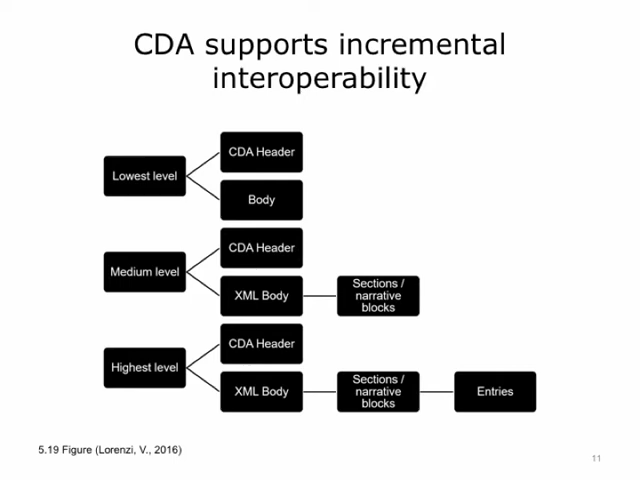 CDA supports incremental
interoperability
Lowest level
CDA Header
Body
Medium level
CDA Header
XML Body
Sections /
narrative
blocks
Highest level
CDA Header
XML Body
Sections /
narrative
blocks
Entries
5.19 Figure (Lorenzi, V., 2016)
11